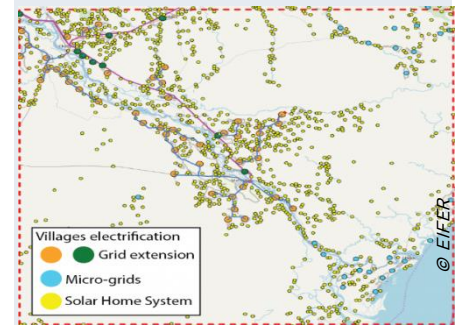 Villages electrification
Grid extension
Micro-grids
Solar Home System
© EIFER